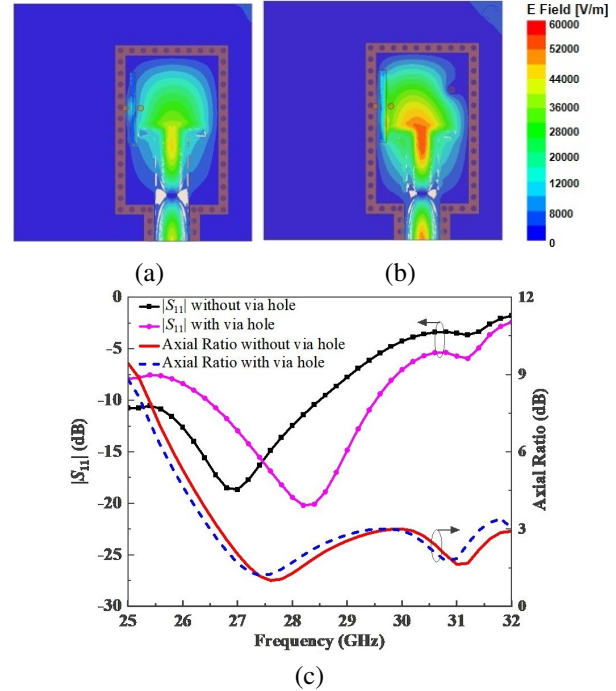 E Field [V/m]
60000
52000
44000
36000
28000
20000
12000
8000
0
(a)
(b)
|S11| without via hole
|S11| with via hole
Axial Ratio without via hole
Axial Ratio with via hole
0
-5
-10
-15
-20
-25
-30
|S11| (dB)
12
9
6
3
0
Axial Ratio (dB)
25 26 27 28 29 30 31 32
Frequency (GHz)
(c)